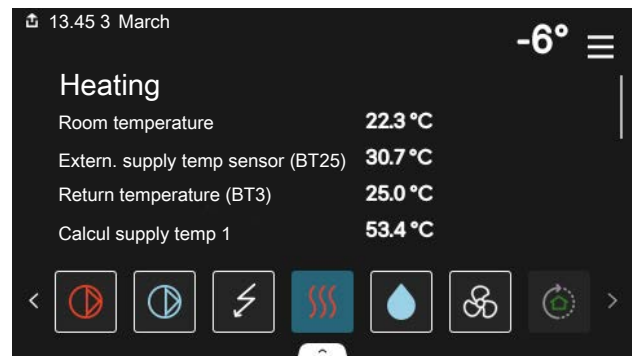 13.45 3 March
-6°
Heating
Room temperature 22.3 °C
Extern. supply temp sensor (BT25) 30.7 °C
Return temperature (BT3) 25.0 °C
Calcul supply temp 1 53.4 °C